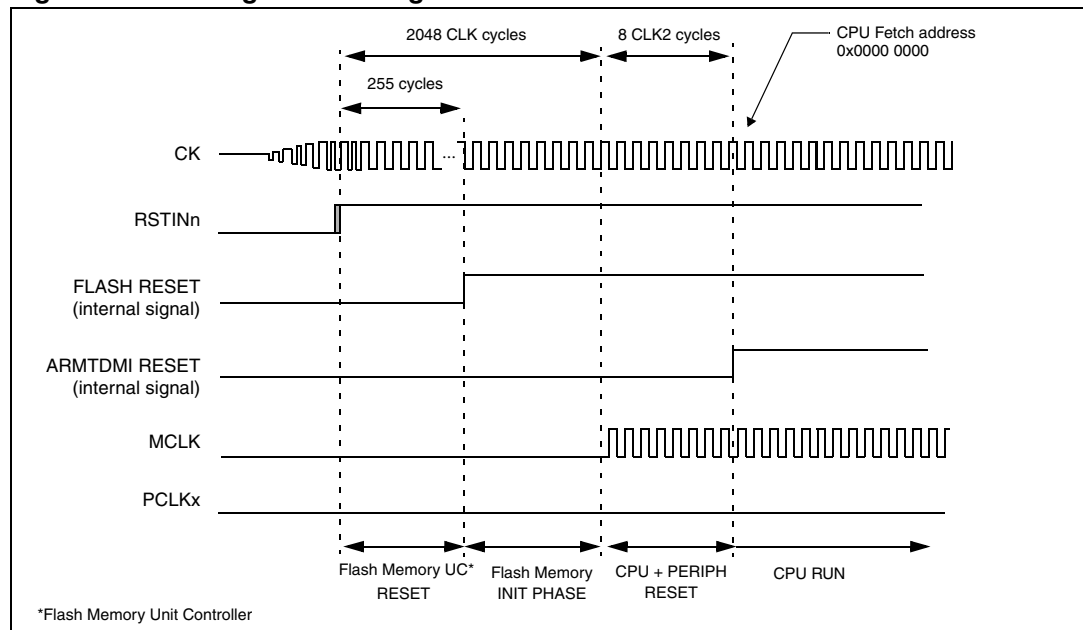 2048 CLK cycles
8 CLK2 cycles
CPU Fetch address
0x0000 0000
255 cycles
CK
...
RSTINn
FLASH RESET
(internal signal)
ARMTDMI RESET
(internal signal)
MCLK
PCLKx
Flash Memory UC*
RESET
Flash Memory
INIT PHASE
CPU + PERIPH
RESET
CPU RUN
*Flash Memory Unit Controller